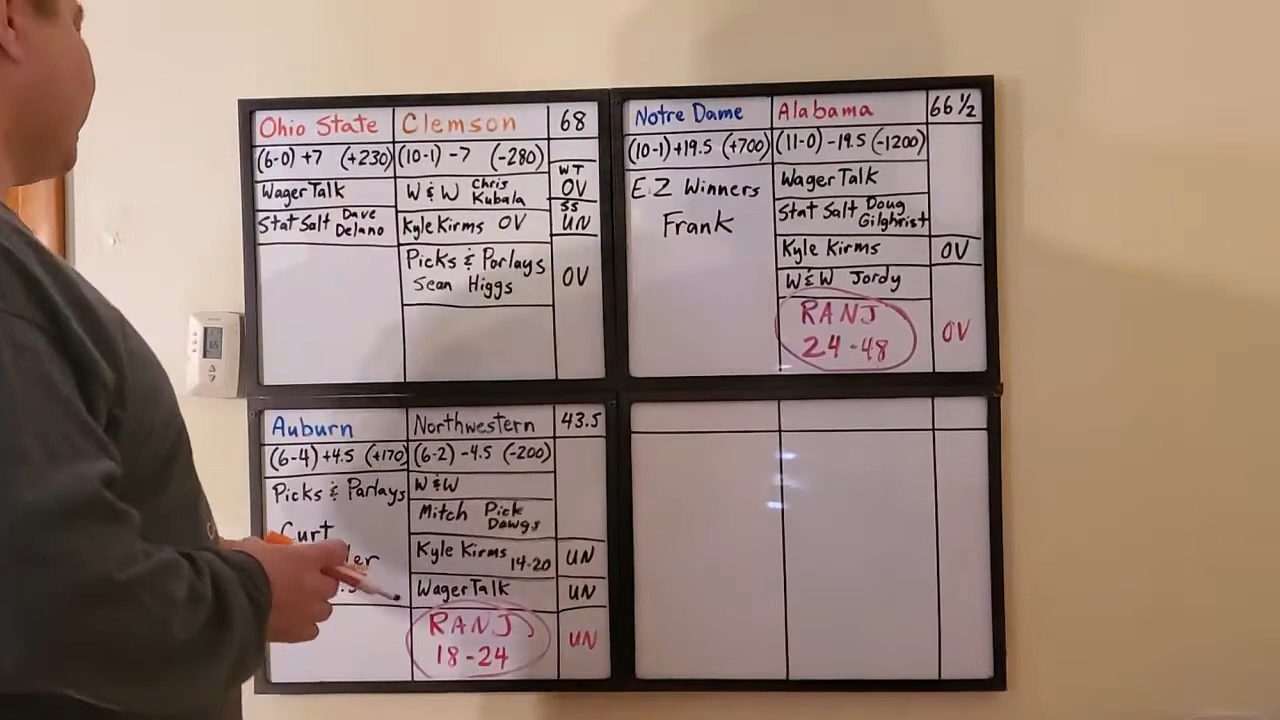 Ohio State Clemson 68
(6-0) +7 (+230) (10-1) -7 (-280)
WT
WagerTalk W & W Chris Kubala OV
SS
Stat Salt Dave Delano Kyle Kirms OV UN
Picks & Parlays
Sean Higgs OV
Notre Dame Alabama 66 1/2
(10-1) +19.5 (+700) (11-0) -19.5 (-1200)
E.Z Winners WagerTalk
Frank Stat Salt Doug Gilghrist
Kyle Kirms OV
W & W Jordy
RANJ
24-48 OV
Auburn Northwestern 43.5
(6-4) +4.5 (+170) (6-2) -4.5 (-200)
Picks & Parlays W & W
Curt Mitch Pick Dawgs
Kyle Kirms 14-20 UN
WagerTalk UN
RANJ
18-24 UN